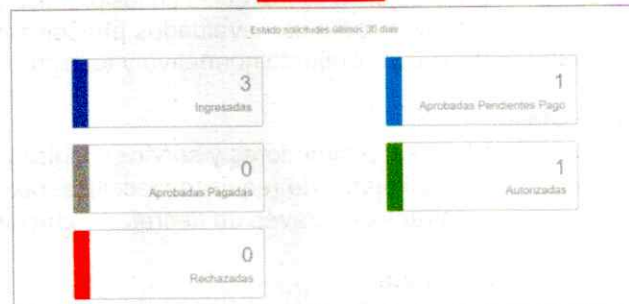 Estado solicitudes últimos 30 días
3
Ingresadas
1
Aprobadas Pendientes Pago
0
Aprobadas Pagadas
1
Autorizadas
0
Rechazadas